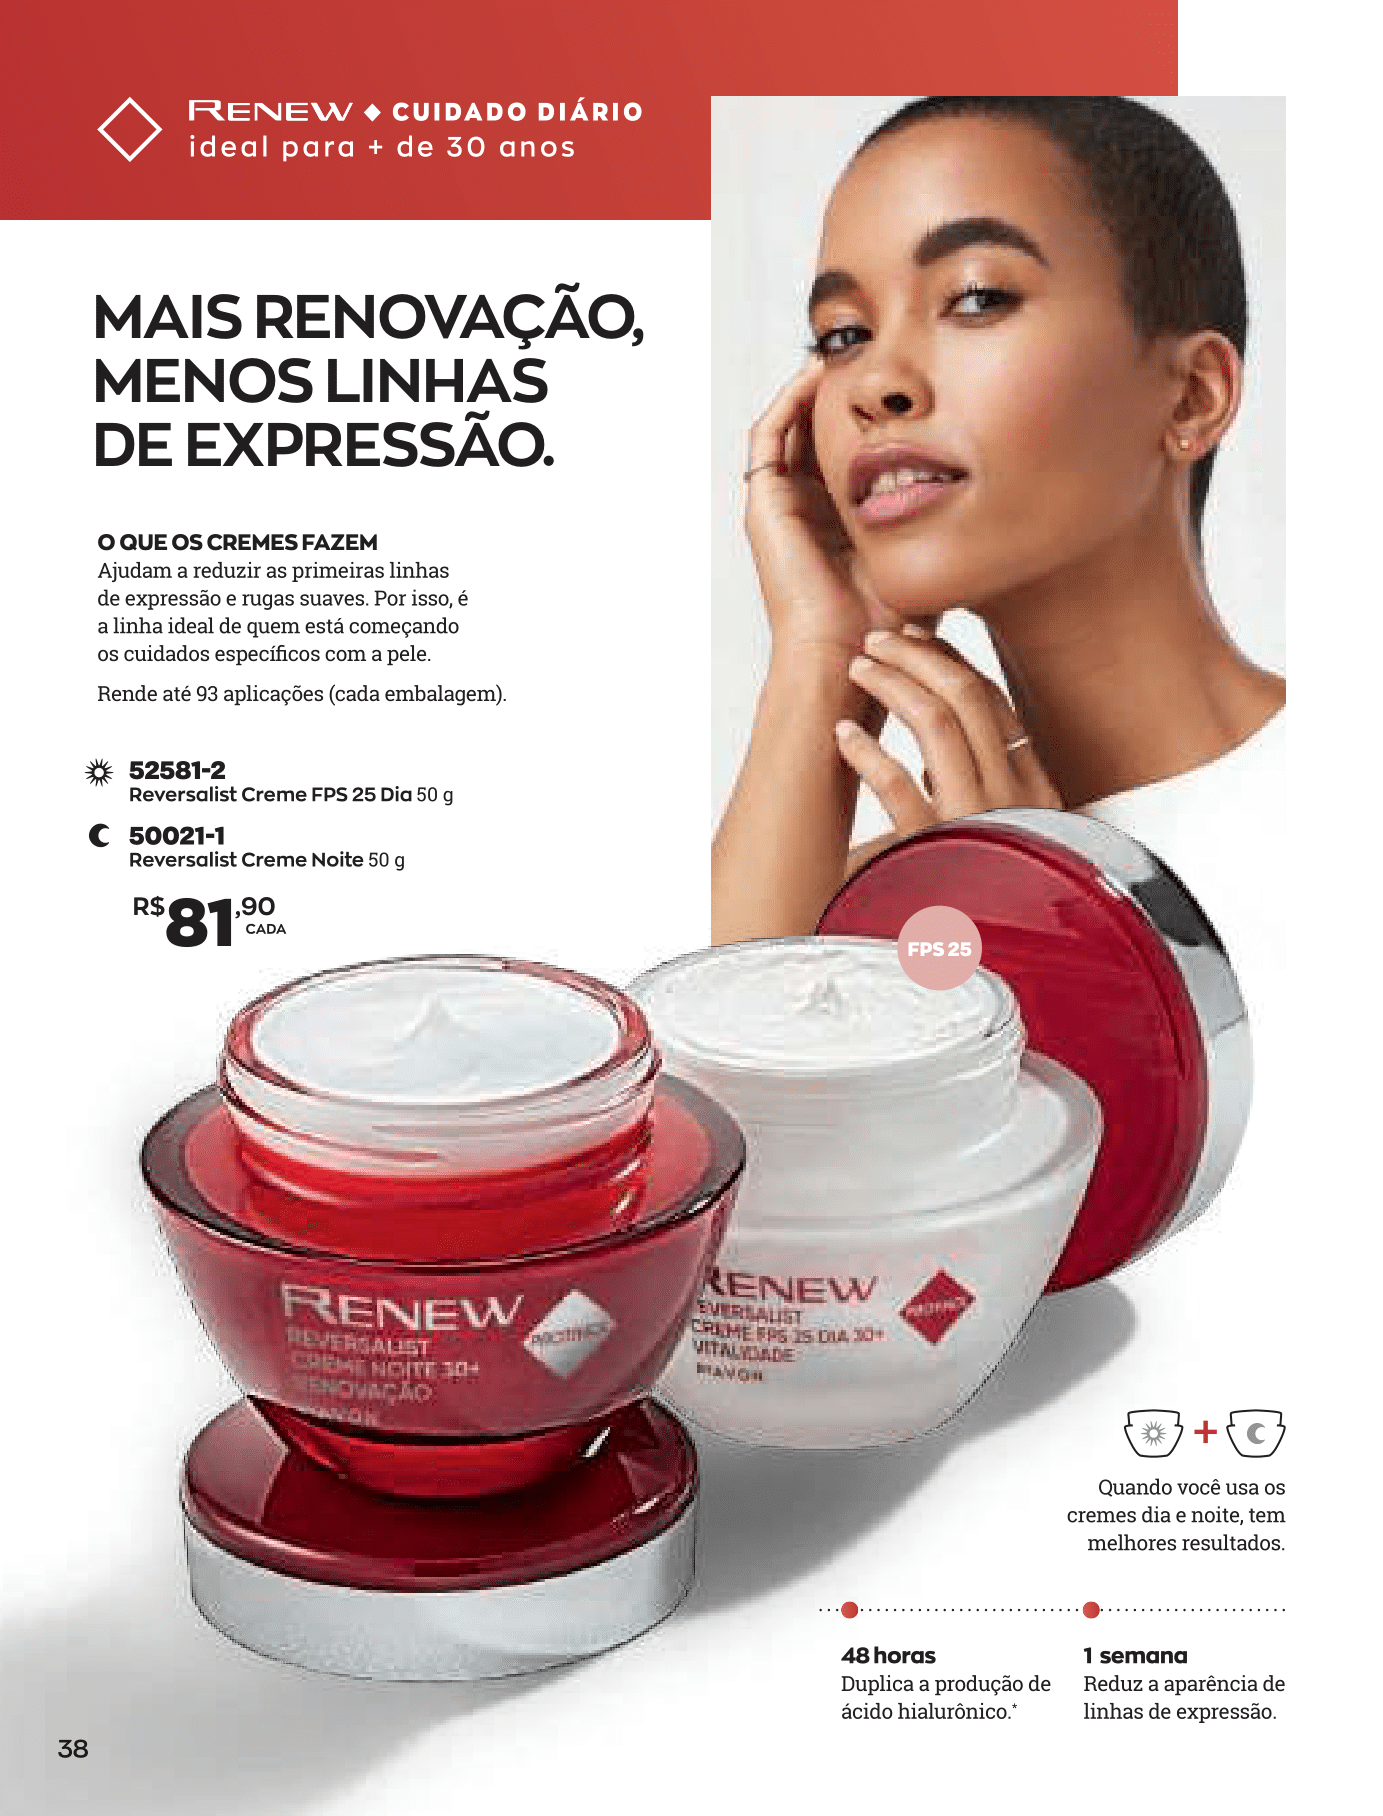 RENEW ◆ CUIDADO DIÁRIO
ideal para + de 30 anos
MAIS RENOVAÇÃO,
MENOS LINHAS
DE EXPRESSÃO.
O QUE OS CREMES FAZEM
Ajudam a reduzir as primeiras linhas
de expressão e rugas suaves. Por isso, é
a linha ideal de quem está começando
os cuidados específicos com a pele.
Rende até 93 aplicações (cada embalagem).
52581-2
Reversalist Creme FPS 25 Dia 50 g
50021-1
Reversalist Creme Noite 50 g
R$81,90
CADA
FPS 25
RENEW
REVERSALIST
CREME NOITE 30+
RENOVAÇÃO
AVON
RENEW
REVERSALIST
CREME FPS 25 DIA 30+
VITALIDADE
AVON
Quando você usa os
cremes dia e noite, tem
melhores resultados.
48 horas
Duplica a produção de
ácido hialurônico.*
1 semana
Reduz a aparência de
linhas de expressão.
38